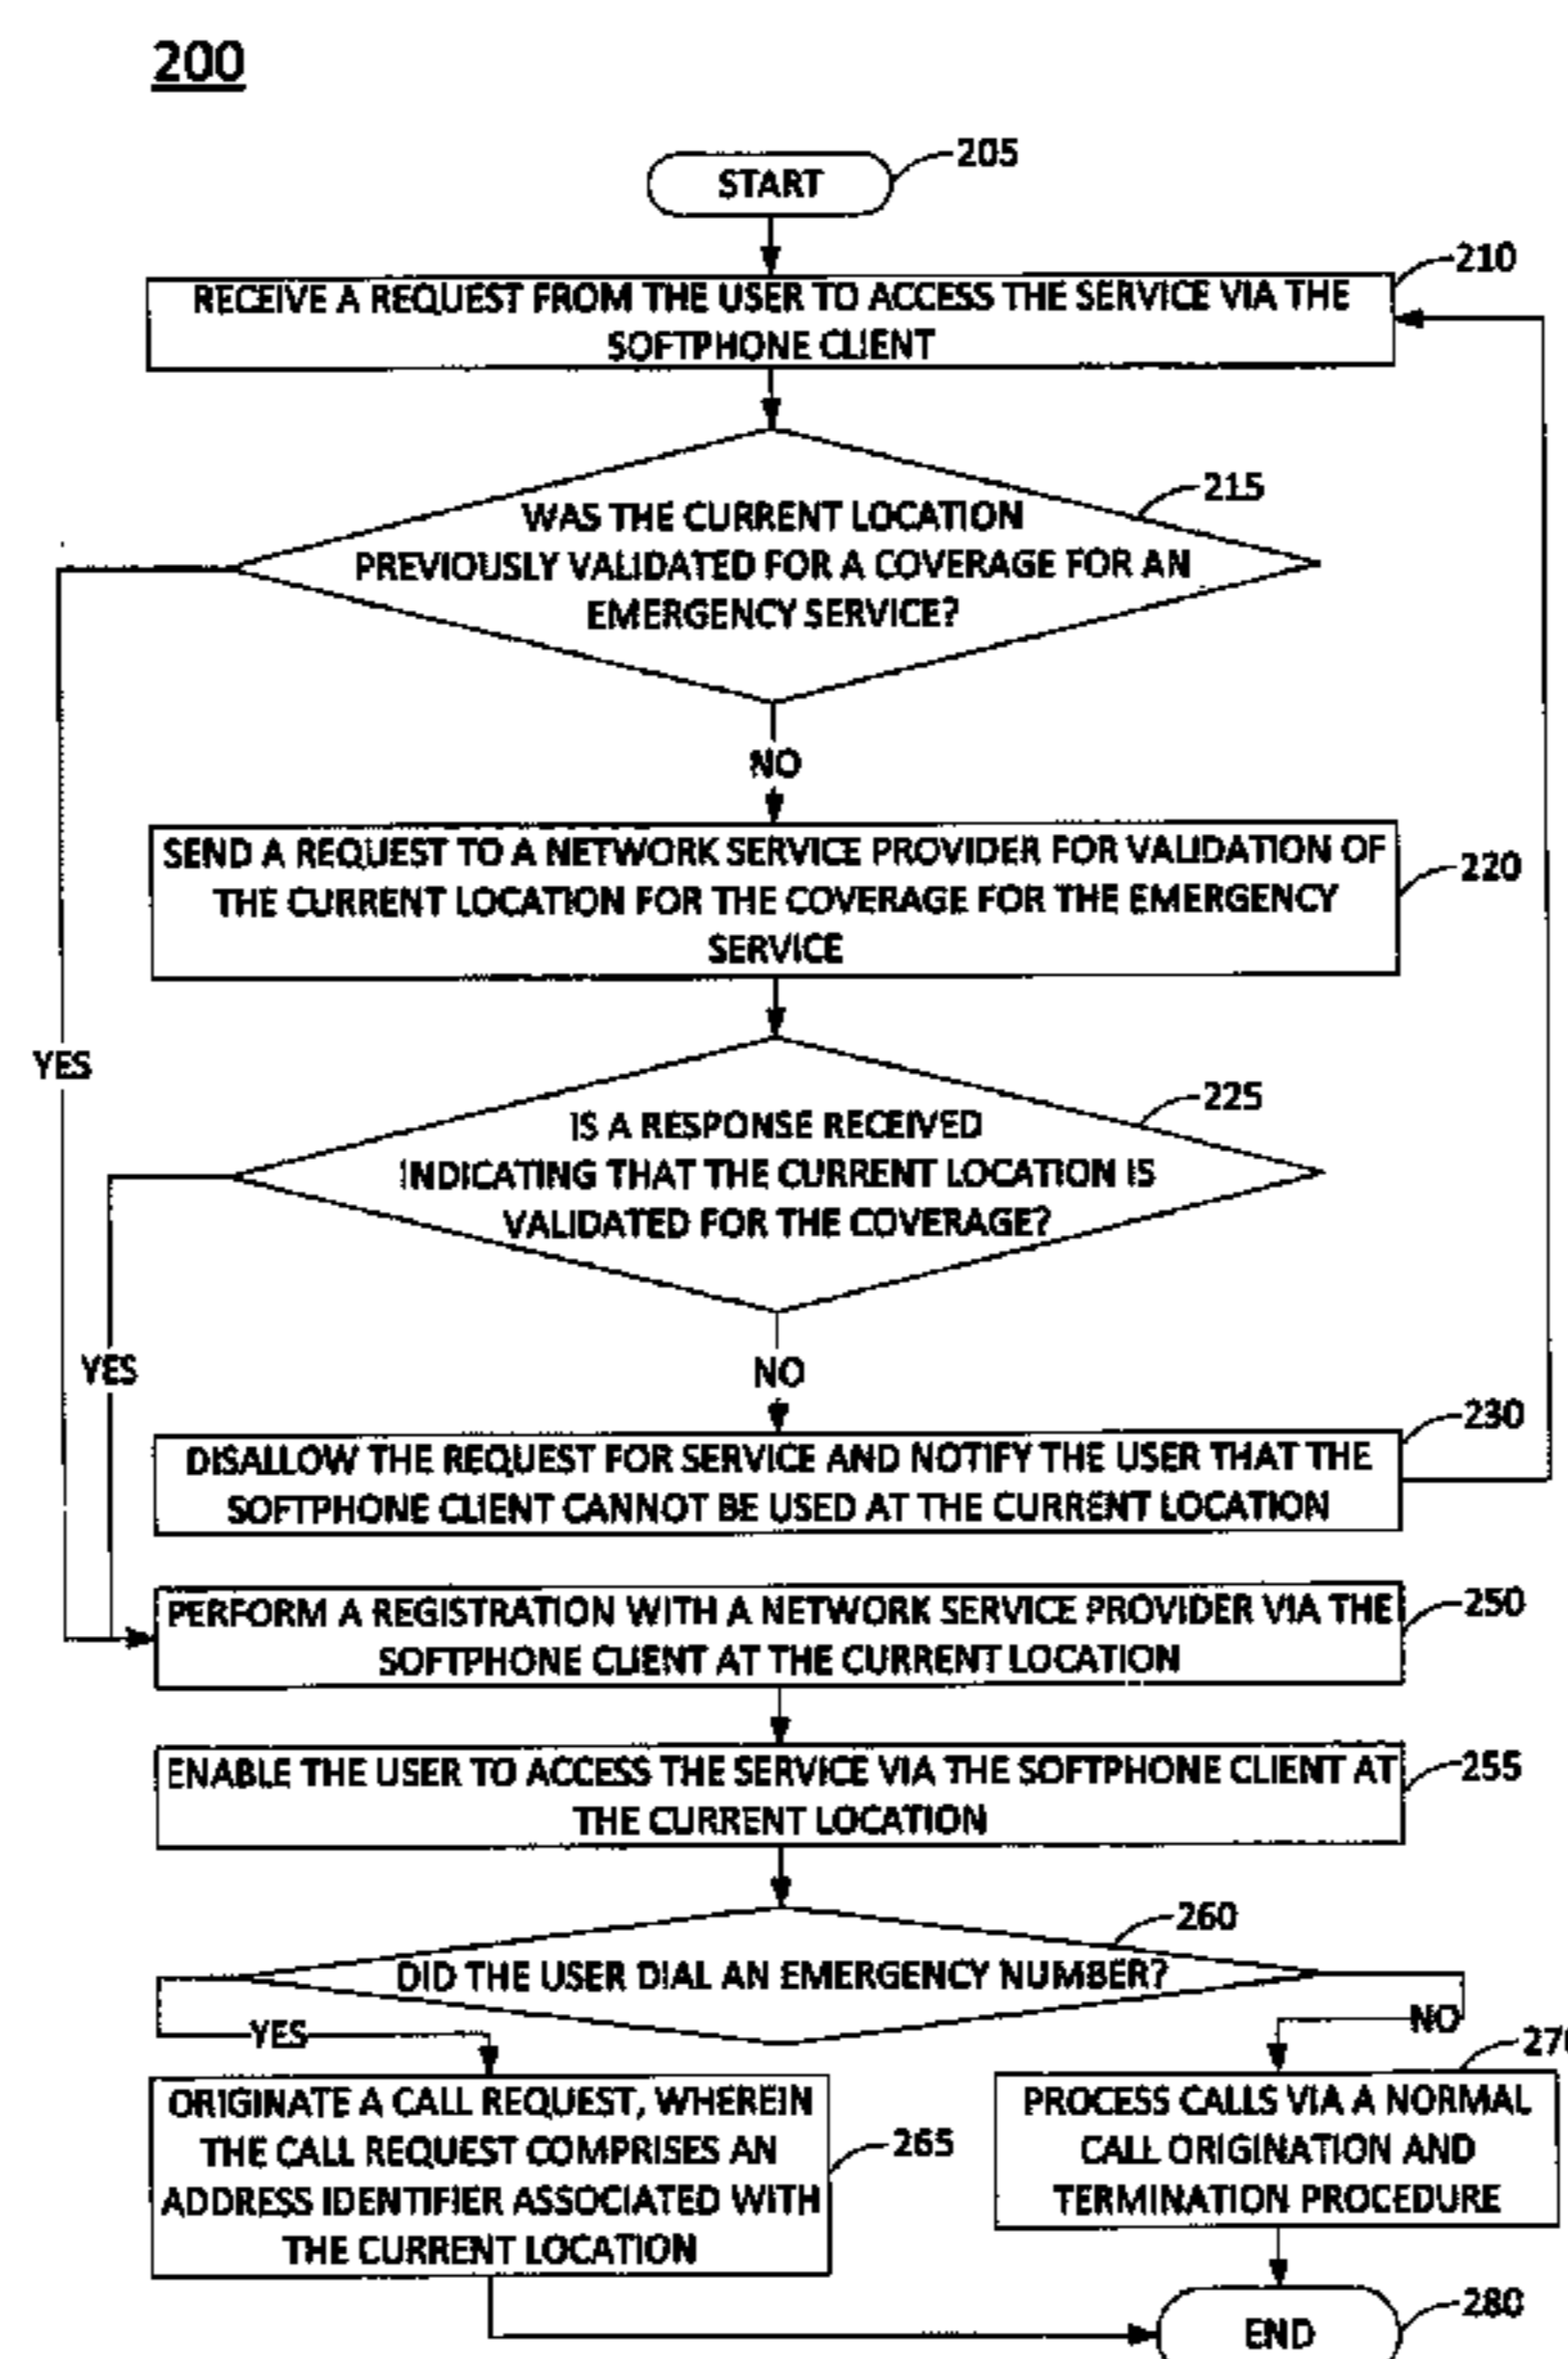 200
START
205
210
RECEIVE A REQUEST FROM THE USER TO ACCESS THE SERVICE VIA THE
SOFTPHONE CLIENT
215
WAS THE CURRENT LOCATION
PREVIOUSLY VALIDATED FOR A COVERAGE FOR AN
EMERGENCY SERVICE?
NO
SEND A REQUEST TO A NETWORK SERVICE PROVIDER FOR VALIDATION OF
THE CURRENT LOCATION FOR THE COVERAGE FOR THE EMERGENCY
SERVICE
220
YES
225
IS A RESPONSE RECEIVED
INDICATING THAT THE CURRENT LOCATION IS
VALIDATED FOR THE COVERAGE?
YES
NO
230
DISALLOW THE REQUEST FOR SERVICE AND NOTIFY THE USER THAT THE
SOFTPHONE CLIENT CANNOT BE USED AT THE CURRENT LOCATION
250
PERFORM A REGISTRATION WITH A NETWORK SERVICE PROVIDER VIA THE
SOFTPHONE CLIENT AT THE CURRENT LOCATION
255
ENABLE THE USER TO ACCESS THE SERVICE VIA THE SOFTPHONE CLIENT AT
THE CURRENT LOCATION
260
DID THE USER DIAL AN EMERGENCY NUMBER?
YES
NO
ORIGINATE A CALL REQUEST, WHEREIN
THE CALL REQUEST COMPRISES AN
ADDRESS IDENTIFIER ASSOCIATED WITH
THE CURRENT LOCATION
265
270
PROCESS CALLS VIA A NORMAL
CALL ORIGINATION AND
TERMINATION PROCEDURE
280
END